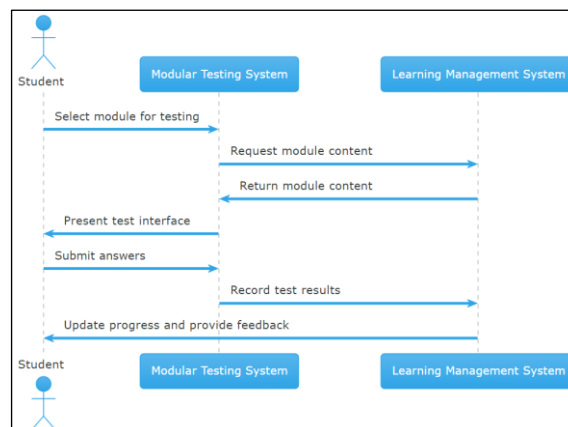 Student
Modular Testing System
Learning Management System
Select module for testing
Request module content
Return module content
Present test interface
Submit answers
Record test results
Update progress and provide feedback
Student
Modular Testing System
Learning Management System